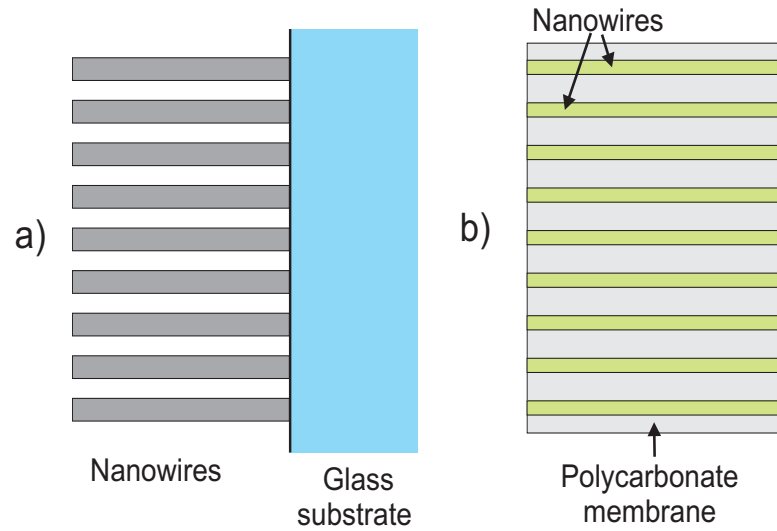 a)
Nanowires
Glass
substrate
Nanowires
b)
Polycarbonate
membrane